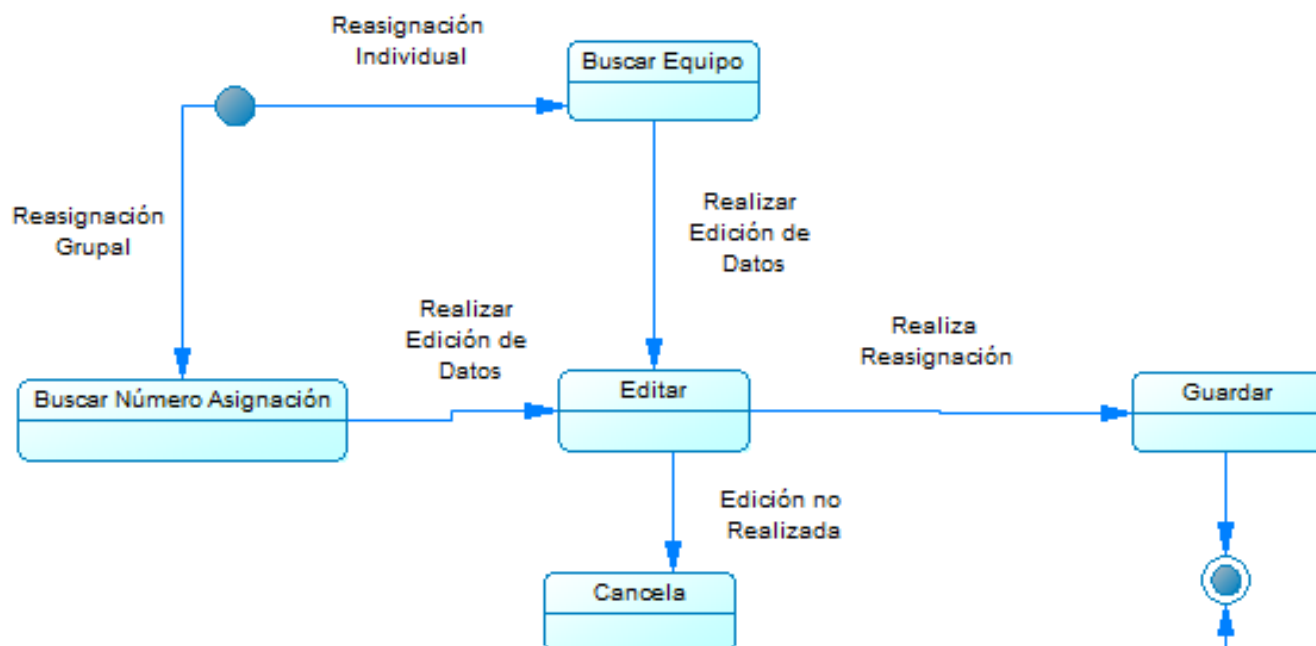 Reasignación
Individual
Buscar Equipo
Reasignación
Grupal
Realizar
Edición de
Datos
Realizar
Edición de
Datos
Realiza
Reasignación
Buscar Número Asignación
Editar
Guardar
Edición no
Realizada
Cancela